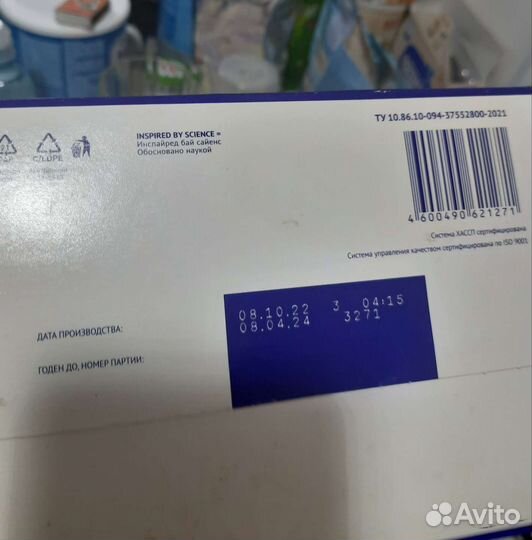 ТУ 10.86.10-094-37552800-2021
INSPIRED BY SCIENCE =
Инспайред бай сайенс
Обосновано наукой
C/LDPE
4 600490 621271
Система ХАССП сертифицирована
Система управления качеством сертифицирована по ISO 9001
08.10.22 3 04:15
08.04.24 3271
ДАТА ПРОИЗВОДСТВА:
ГОДЕН ДО, НОМЕР ПАРТИИ:
Avito